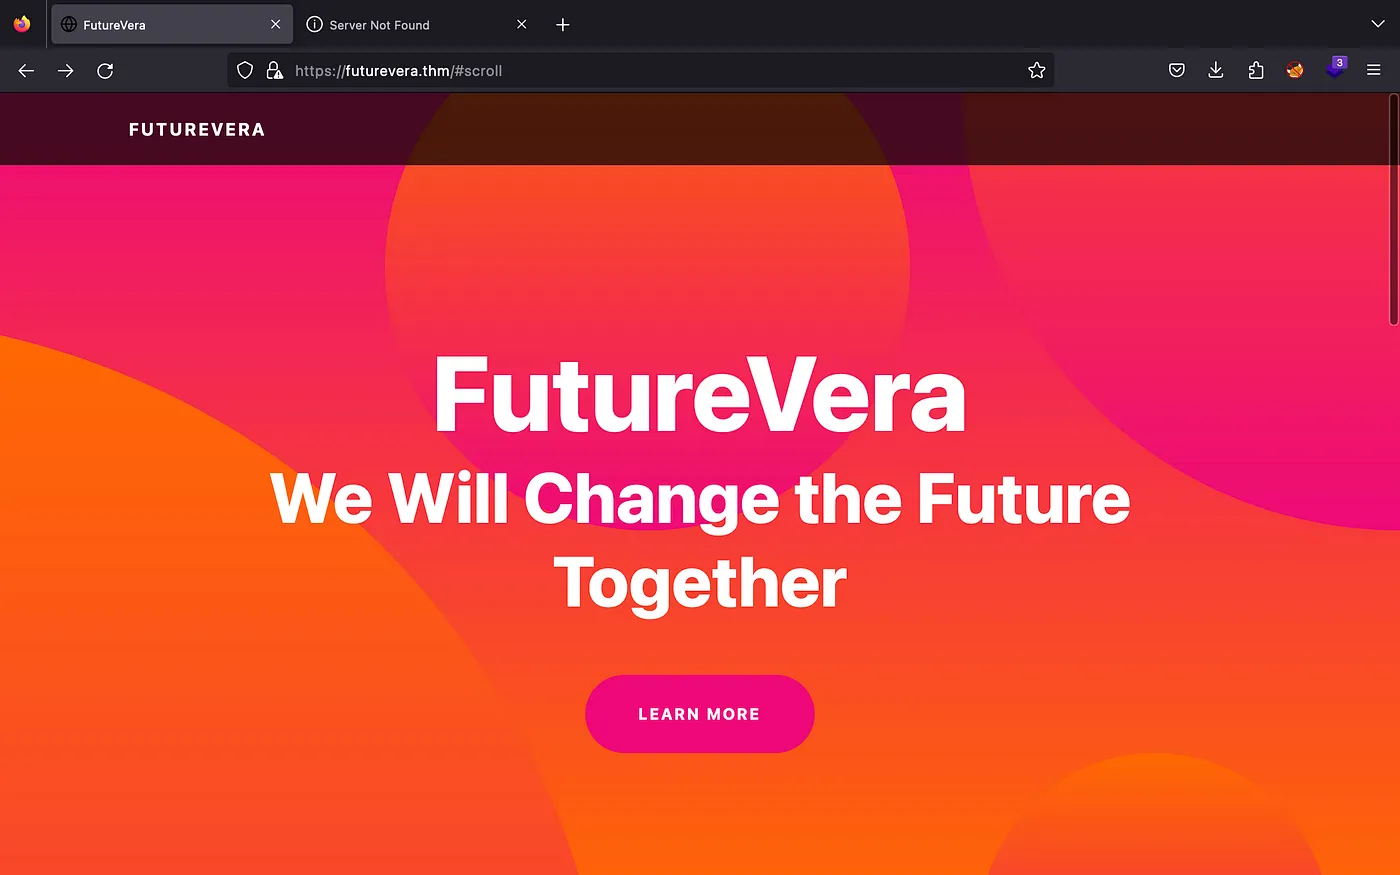 FutureVera
Server Not Found
https://futurevera.thm/#scroll
3
FUTUREVERA
FutureVera
We Will Change the Future
Together
LEARN MORE